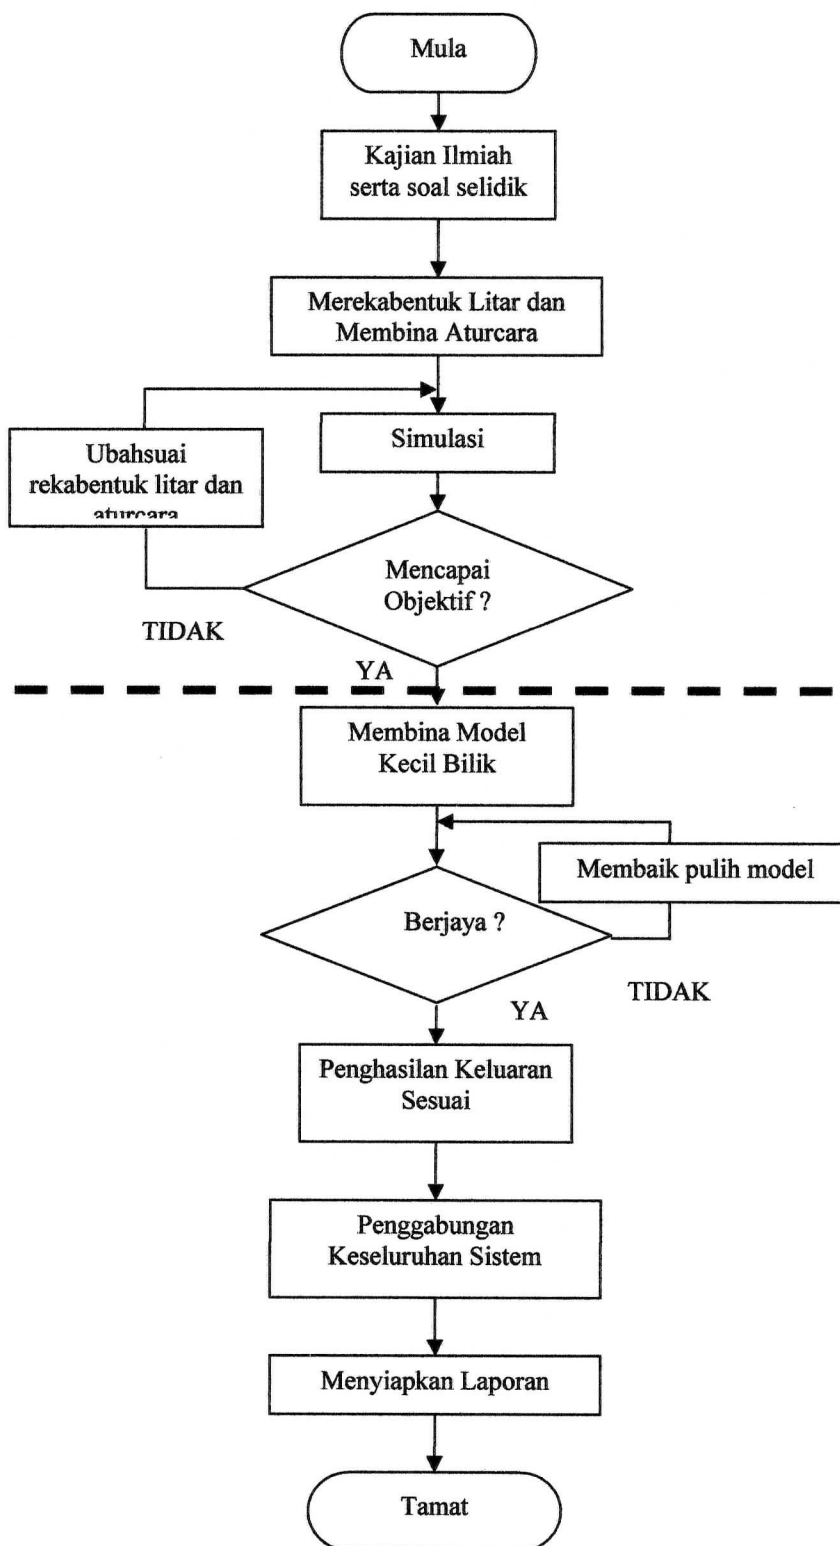 Mula
Kajian Ilmiah
serta soal selidik
Merekabentuk Litar dan
Membina Aturcara
Simulasi
Ubahsuai
rekabentuk litar dan
aturcara
Mencapai
Objektif ?
TIDAK
YA
Membina Model
Kecil Bilik
Membaik pulih model
Berjaya ?
TIDAK
YA
Penghasilan Keluaran
Sesuai
Penggabungan
Keseluruhan Sistem
Menyiapkan Laporan
Tamat